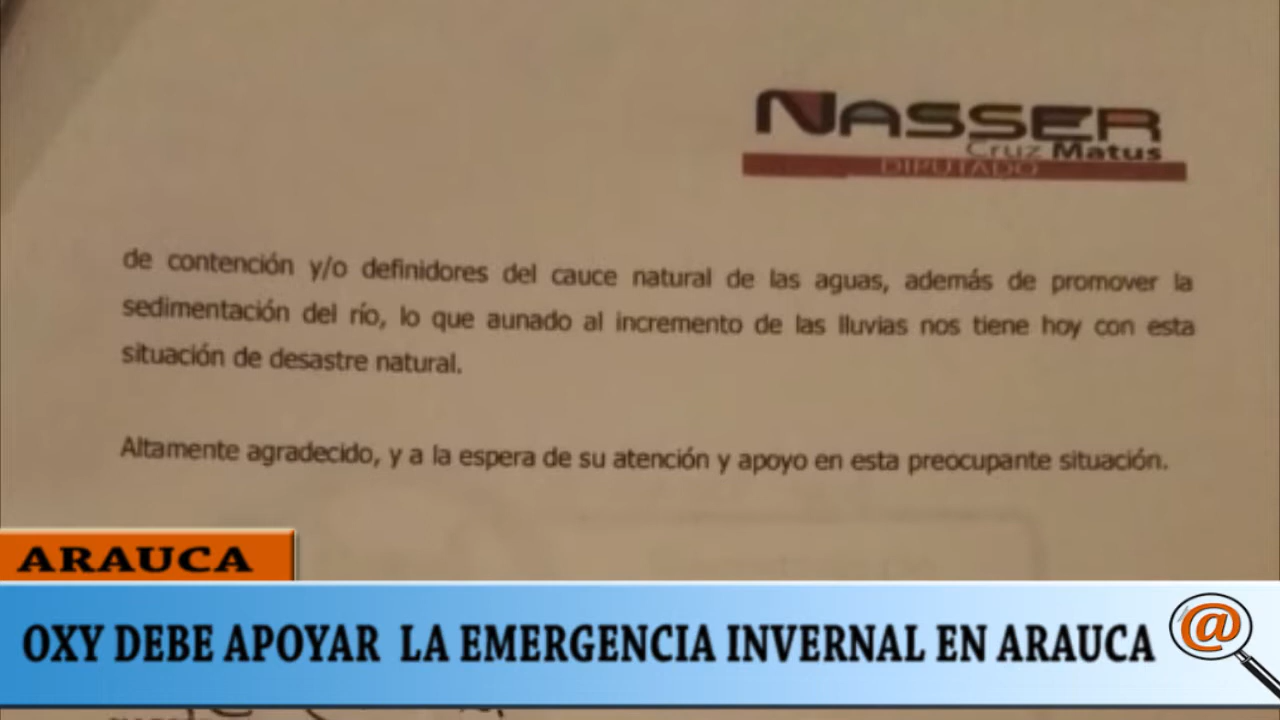 NASSER
Cruz Matus
DIPUTADO
de contención y/o definidores del cauce natural de las aguas, además de promover la
sedimentación del río, lo que aunado al incremento de las lluvias nos tiene hoy con esta
situación de desastre natural.
Altamente agradecido, y a la espera de su atención y apoyo en esta preocupante situación.
ARAUCA
OXY DEBE APOYAR LA EMERGENCIA INVERNAL EN ARAUCA
@